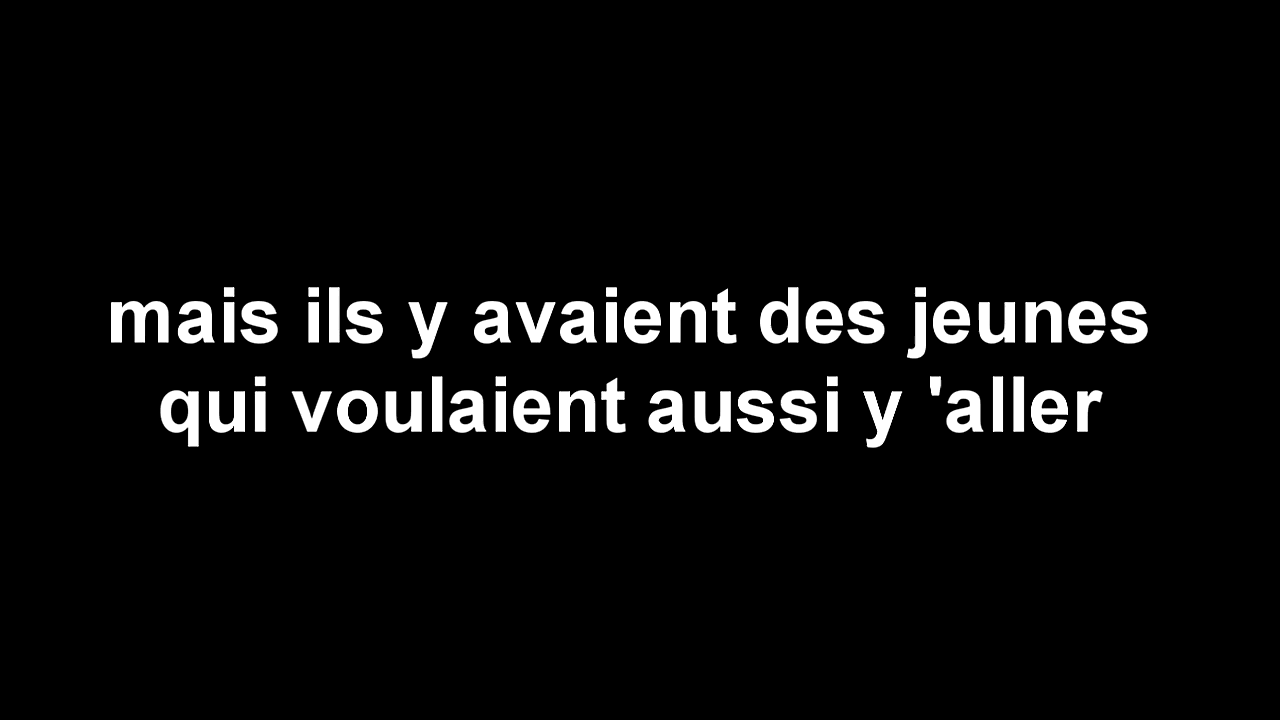 mais ils y avaient des jeunes
qui voulaient aussi y 'aller